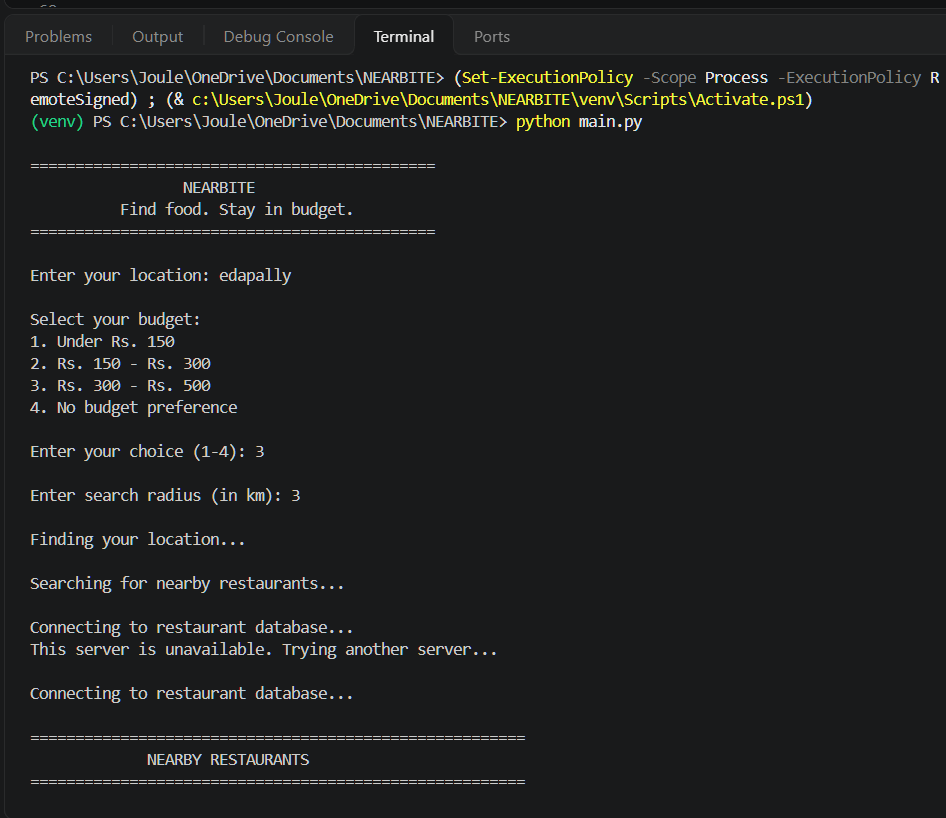 Problems Output Debug Console Terminal Ports
PS C:\Users\Joule\OneDrive\Documents\NEARBITE> (Set-ExecutionPolicy -Scope Process -ExecutionPolicy R
emoteSigned) ; (& c:\Users\Joule\OneDrive\Documents\NEARBITE\venv\Scripts\Activate.ps1)
(venv) PS C:\Users\Joule\OneDrive\Documents\NEARBITE> python main.py
=============================================
NEARBITE
Find food. Stay in budget.
=============================================
Enter your location: edapally
Select your budget:
1. Under Rs. 150
2. Rs. 150 - Rs. 300
3. Rs. 300 - Rs. 500
4. No budget preference
Enter your choice (1-4): 3
Enter search radius (in km): 3
Finding your location...
Searching for nearby restaurants...
Connecting to restaurant database...
This server is unavailable. Trying another server...
Connecting to restaurant database...
=======================================================
NEARBY RESTAURANTS
=======================================================